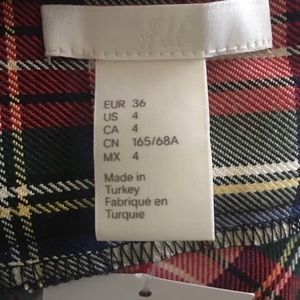 EUR 36
US 4
CA 4
CN 165/68A
MX 4
Made in
Turkey
Fabriqué en
Turquie